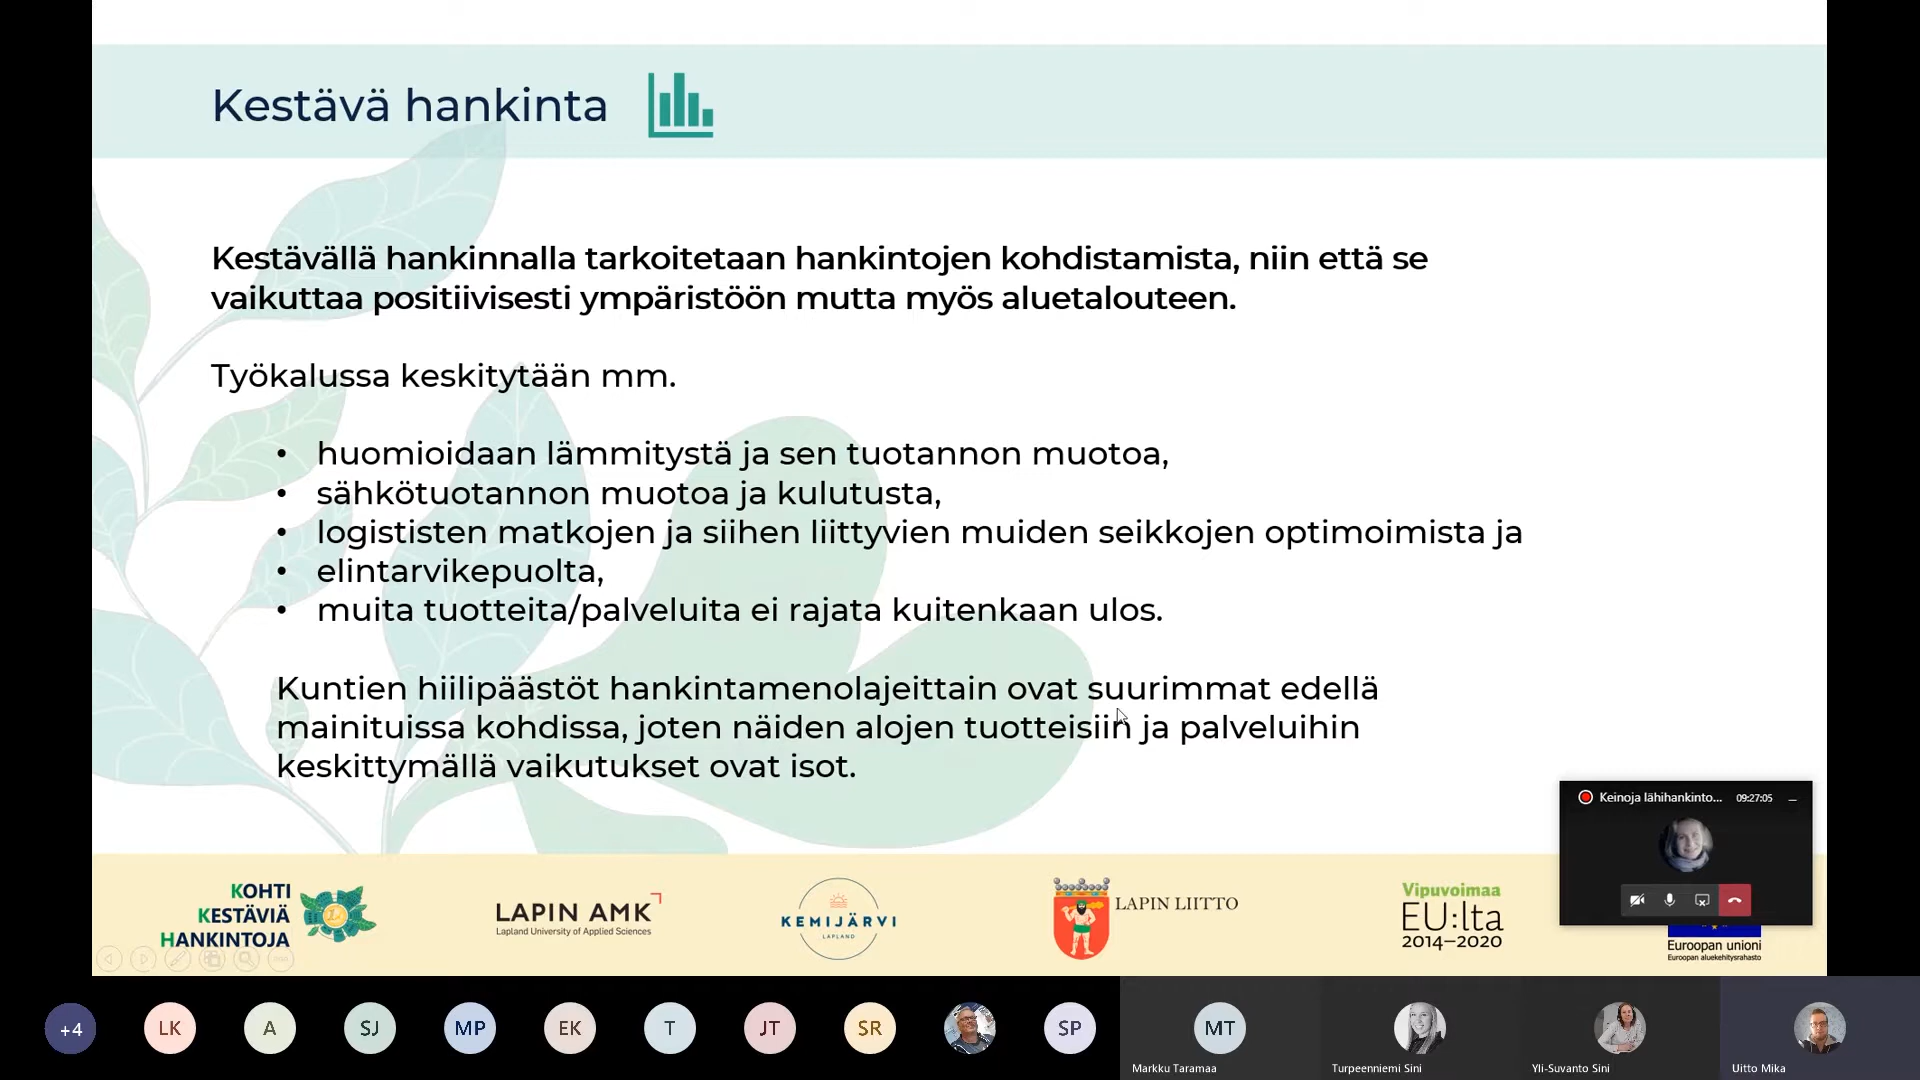 Kestävä hankinta
Kestävällä hankinnalla tarkoitetaan hankintojen kohdistamista, niin että se
vaikuttaa positiivisesti ympäristöön mutta myös aluetalouteen.
Työkalussa keskitytään mm.
• huomioidaan lämmitystä ja sen tuotannon muotoa,
• sähkötuotannon muotoa ja kulutusta,
• logististen matkojen ja siihen liittyvien muiden seikkojen optimoimista ja
• elintarvikepuolta,
• muita tuotteita/palveluita ei rajata kuitenkaan ulos.
Kuntien hiilipäästöt hankintamenolajeittain ovat suurimmat edellä
mainituissa kohdissa, joten näiden alojen tuotteisiin ja palveluihin
keskittymällä vaikutukset ovat isot.
Keinoja lähihankinto... 09:27:05
KOHTI
KESTÄVIÄ
HANKINTOJA
LAPIN AMK
Lapland University of Applied Sciences
KEMIJÄRVI
LAPLAND
LAPIN LIITTO
Vipuvoimaa
EU:lta
2014–2020
Euroopan unioni
Euroopan aluekehitysrahasto
+4 LK A SJ MP EK T JT SR SP MT
Markku Taramaa Turpeenniemi Sini Yli-Suvanto Sini Uitto Mika